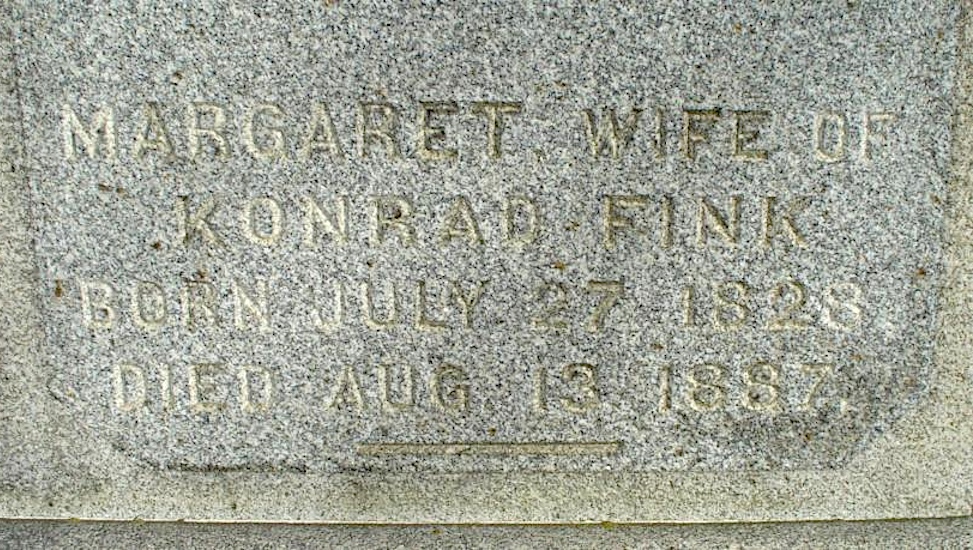 MARGARET, WIFE OF
KONRAD FINK
BORN JULY 27 1828.
DIED AUG. 13 1887.